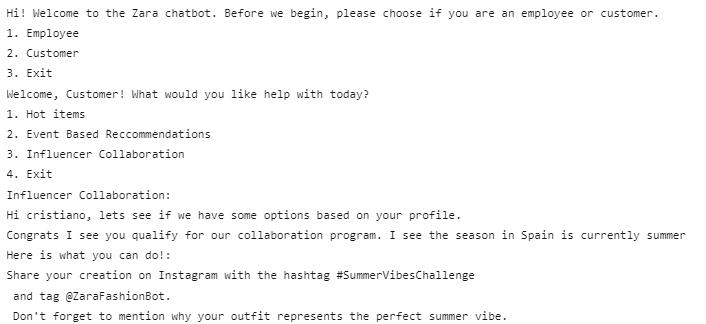 Hi! Welcome to the Zara chatbot. Before we begin, please choose if you are an employee or customer.
1. Employee
2. Customer
3. Exit
Welcome, Customer! What would you like help with today?
1. Hot items
2. Event Based Reccommendations
3. Influencer Collaboration
4. Exit
Influencer Collaboration:
Hi cristiano, lets see if we have some options based on your profile.
Congrats I see you qualify for our collaboration program. I see the season in Spain is currently summer
Here is what you can do!:
Share your creation on Instagram with the hashtag #SummerVibesChallenge
and tag @ZaraFashionBot.
Don't forget to mention why your outfit represents the perfect summer vibe.